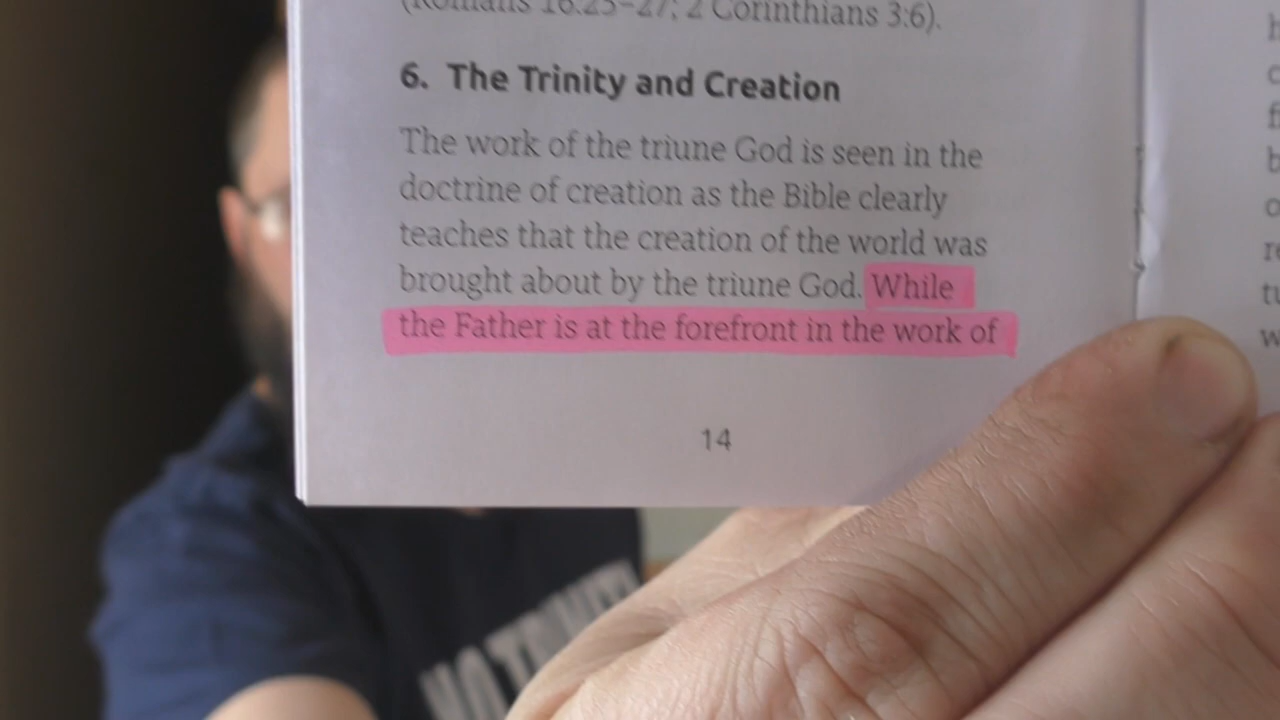 (Romans 16:25–27; 2 Corinthians 3:6).
6. The Trinity and Creation
The work of the triune God is seen in the
doctrine of creation as the Bible clearly
teaches that the creation of the world was
brought about by the triune God. While
the Father is at the forefront in the work of
14